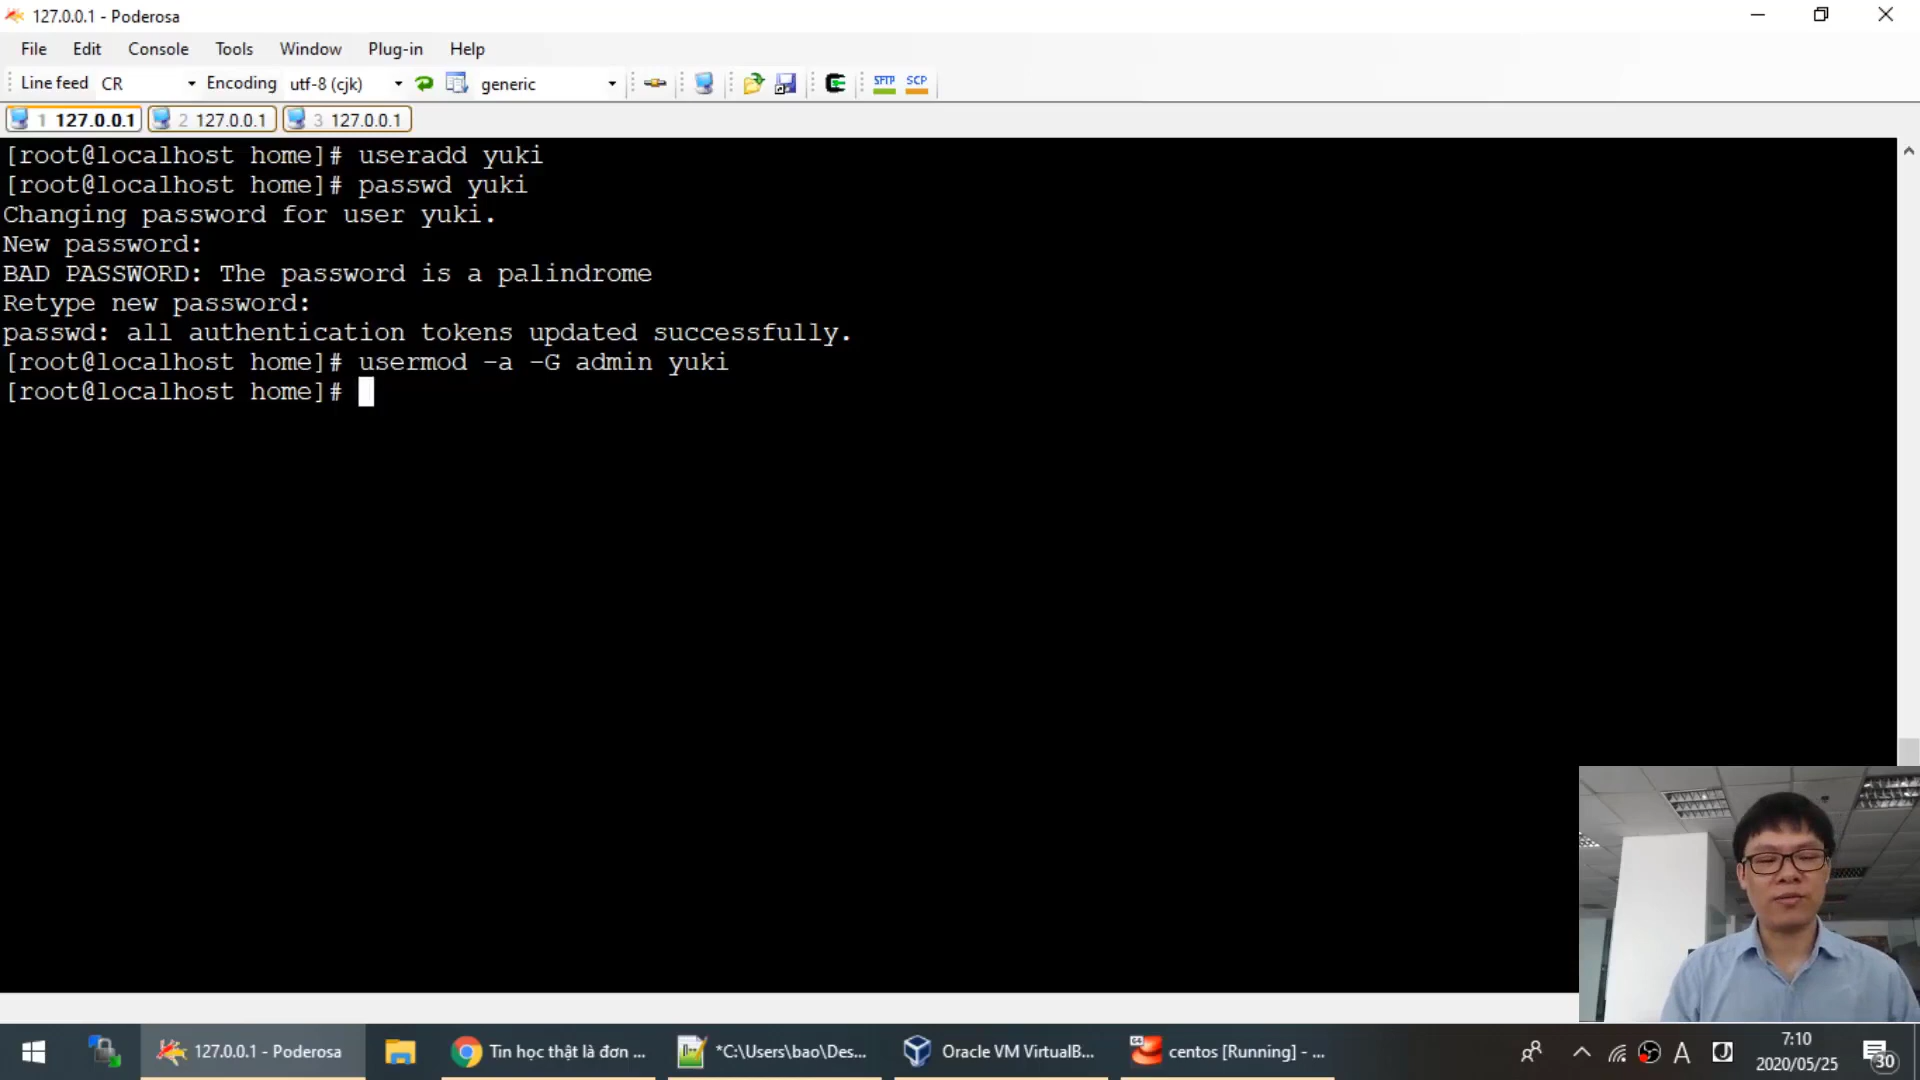 127.0.0.1 - Poderosa
File Edit Console Tools Window Plug-in Help
Line feed CR Encoding utf-8 (cjk) generic SFTP SCP
1 127.0.0.1 2 127.0.0.1 3 127.0.0.1
[root@localhost home]# useradd yuki
[root@localhost home]# passwd yuki
Changing password for user yuki.
New password:
BAD PASSWORD: The password is a palindrome
Retype new password:
passwd: all authentication tokens updated successfully.
[root@localhost home]# usermod -a -G admin yuki
[root@localhost home]#
127.0.0.1 - Poderosa
Tin học thật là đơn ...
*C:\Users\bao\Des...
Oracle VM VirtualB...
64
centos [Running] - ...
A
7:10
2020/05/25
30